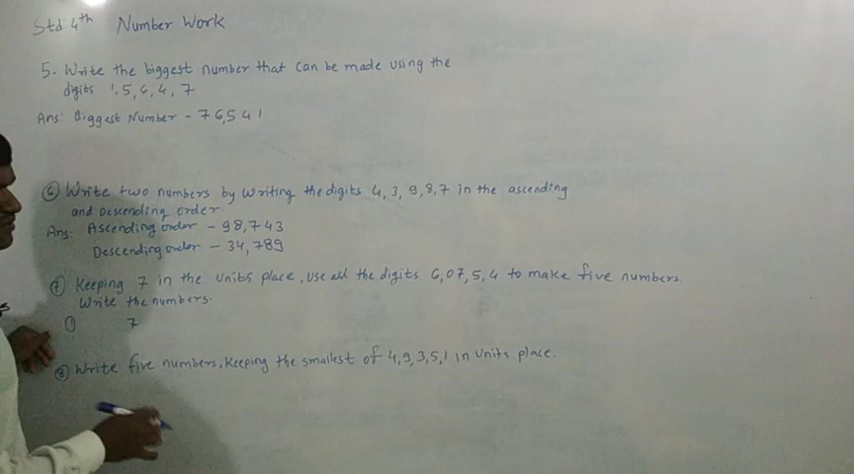 Std 4th Number Work
5. Write the biggest number that can be made using the
digits 1,5,6,4,7
Ans: Biggest Number - 76,541
6 Write two numbers by writing the digits 4, 3, 9, 8, 7 in the ascending
and Descending order
Ans: Ascending order - 98,743
Descending order - 34,789
7 Keeping 7 in the units place, use all the digits 6,07,5,4 to make five numbers.
Write the numbers.
1 7
8 Write five numbers, Keeping the smallest of 4,9,3,5,1 in units place.